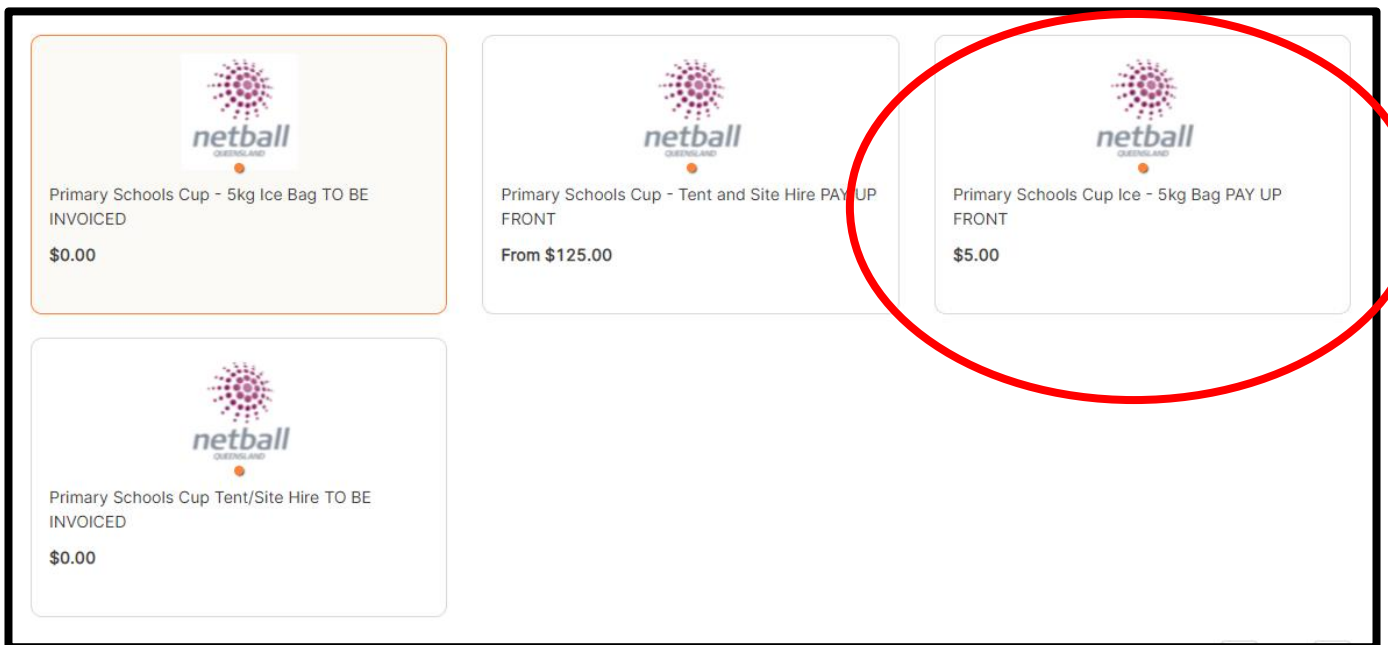 netball
QUEENSLAND
Primary Schools Cup - 5kg Ice Bag TO BE
INVOICED
$0.00
netball
QUEENSLAND
Primary Schools Cup - Tent and Site Hire PAY UP
FRONT
From $125.00
netball
QUEENSLAND
Primary Schools Cup Ice - 5kg Bag PAY UP
FRONT
$5.00
netball
QUEENSLAND
Primary Schools Cup Tent/Site Hire TO BE
INVOICED
$0.00